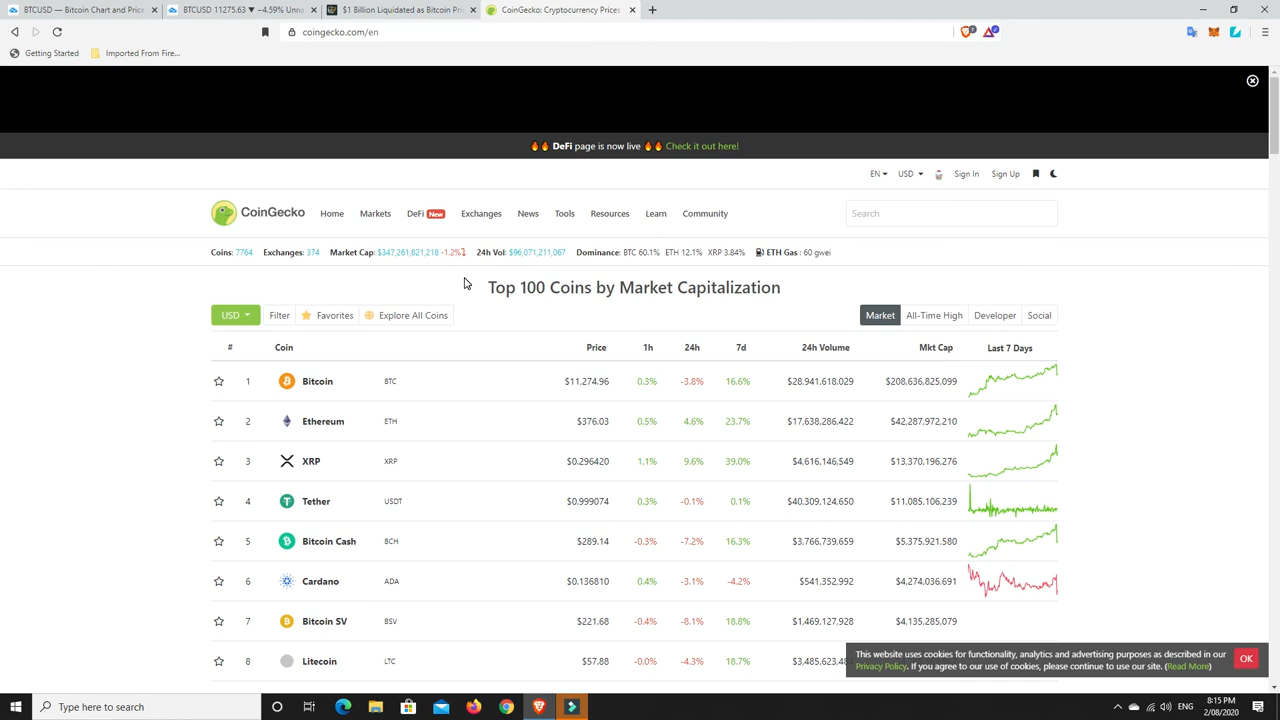 BTCUSD — Bitcoin Chart and Price
BTCUSD 11275.63 ▼ −4.59% Unna
$1 Billion Liquidated as Bitcoin Pri
CoinGecko: Cryptocurrency Prices
coingecko.com/en
Getting Started
Imported From Fire...
DeFi page is now live Check it out here!
EN USD Sign In Sign Up
CoinGecko Home Markets DeFi New Exchanges News Tools Resources Learn Community Search
Coins: 7764 Exchanges: 374 Market Cap: $347,261,821,218 -1.2% 24h Vol: $96,071,211,067 Dominance: BTC 60.1% ETH 12.1% XRP 3.84% ETH Gas : 60 gwei
Top 100 Coins by Market Capitalization
USD Filter Favorites Explore All Coins Market All-Time High Developer Social
# Coin Price 1h 24h 7d 24h Volume Mkt Cap Last 7 Days
1 Bitcoin BTC $11,274.96 0.3% -3.8% 16.6% $28,941,618,029 $208,636,825,099
2 Ethereum ETH $376.03 0.5% 4.6% 23.7% $17,638,286,422 $42,287,972,210
3 XRP XRP $0.296420 1.1% 9.6% 39.0% $4,616,146,549 $13,370,196,276
4 Tether USDT $0.999074 0.3% -0.1% 0.1% $40,309,124,650 $11,085,106,239
5 Bitcoin Cash BCH $289.14 -0.3% -7.2% 16.3% $3,766,739,659 $5,375,921,580
6 Cardano ADA $0.136810 0.4% -3.1% -4.2% $541,352,992 $4,274,036,691
7 Bitcoin SV BSV $221.68 -0.4% -8.1% 18.8% $1,469,127,928 $4,135,285,079
8 Litecoin LTC $57.88 -0.0% -4.3% 18.7% $3,485,623,4
This website uses cookies for functionality, analytics and advertising purposes as described in our
Privacy Policy. If you agree to our use of cookies, please continue to use our site. (Read More)
OK
Type here to search
ENG
8:15 PM
2/08/2020